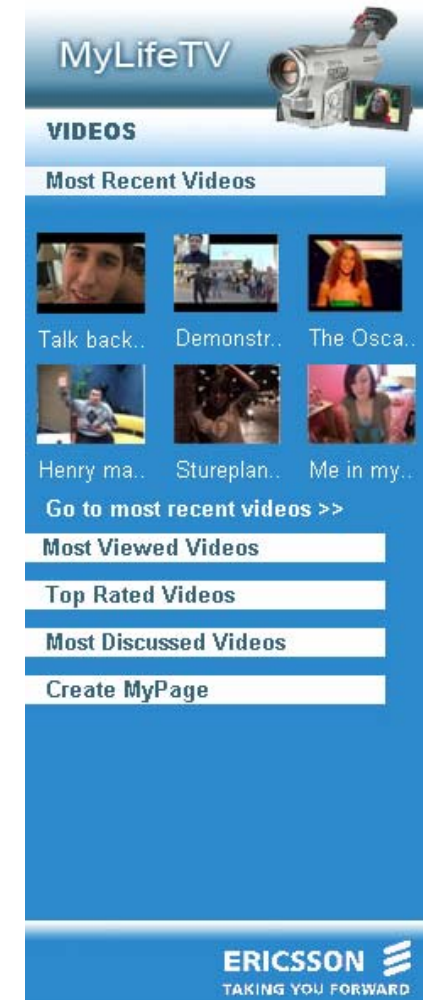 MyLifeTV
VIDEOS
Most Recent Videos
Talk back.. Demonstr.. The Osca..
Henry ma.. Stureplan.. Me in my..
Go to most recent videos >>
Most Viewed Videos
Top Rated Videos
Most Discussed Videos
Create MyPage
ERICSSON
TAKING YOU FORWARD